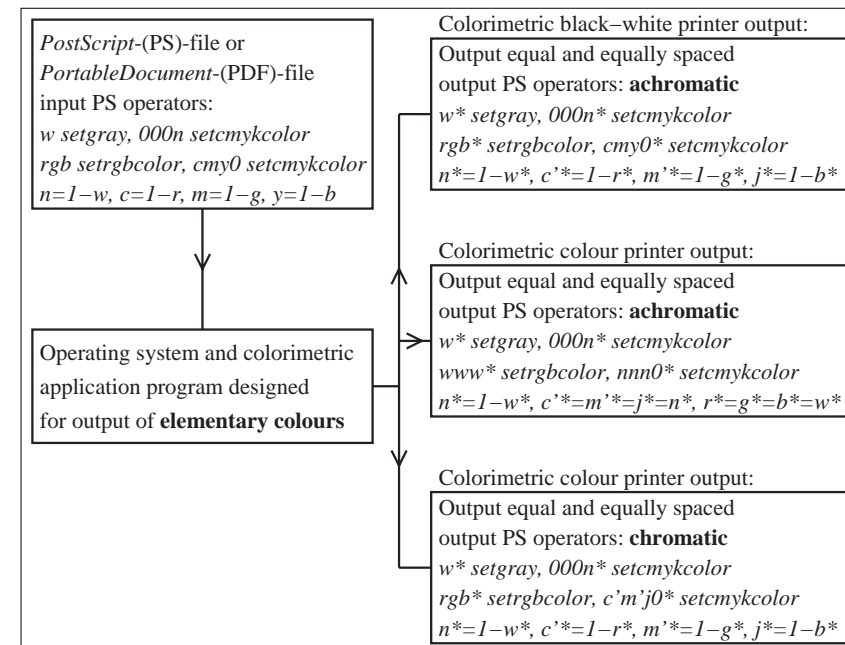 PostScript-(PS)-file or
PortableDocument-(PDF)-file
input PS operators:
w setgray, 000n setcmykcolor
rgb setrgbcolor, cmy0 setcmykcolor
n=1−w, c=1−r, m=1−g, y=1−b
Operating system and colorimetric
application program designed
for output of elementary colours
Colorimetric black−white printer output:
Output equal and equally spaced
output PS operators: achromatic
w* setgray, 000n* setcmykcolor
rgb* setrgbcolor, cmy0* setcmykcolor
n*=1−w*, c'*=1−r*, m'*=1−g*, j*=1−b*
Colorimetric colour printer output:
Output equal and equally spaced
output PS operators: achromatic
w* setgray, 000n* setcmykcolor
www* setrgbcolor, nnn0* setcmykcolor
n*=1−w*, c'*=m'*=j*=n*, r*=g*=b*=w*
Colorimetric colour printer output:
Output equal and equally spaced
output PS operators: chromatic
w* setgray, 000n* setcmykcolor
rgb* setrgbcolor, c'm'j0* setcmykcolor
n*=1−w*, c'*=1−r*, m'*=1−g*, j*=1−b*